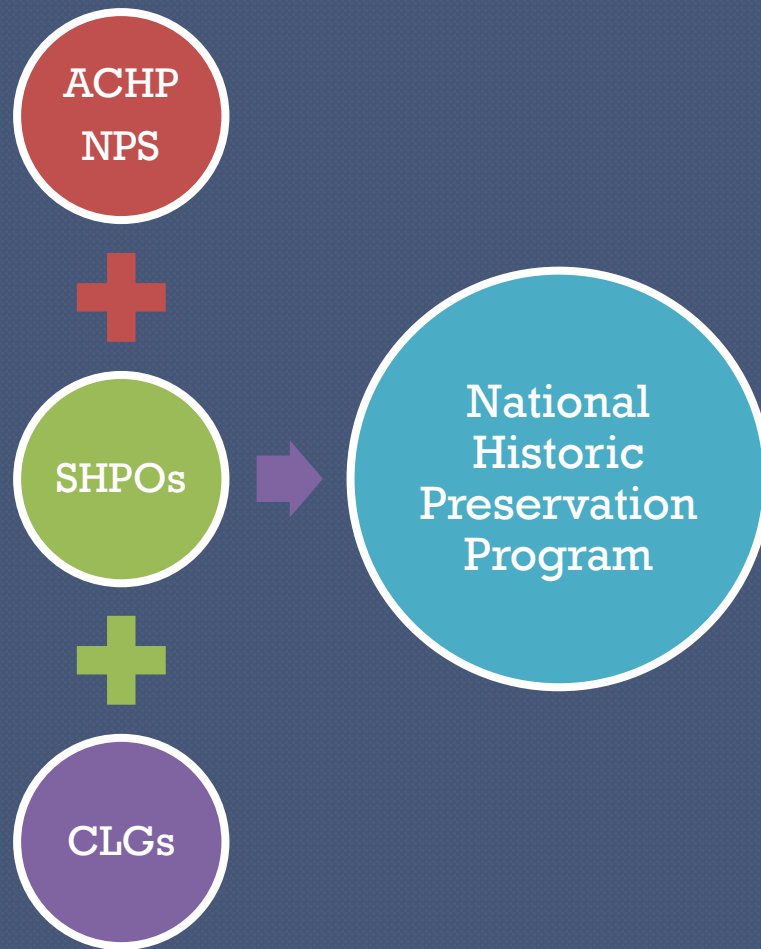 ACHP
NPS
SHPOs
National
Historic
Preservation
Program
CLGs